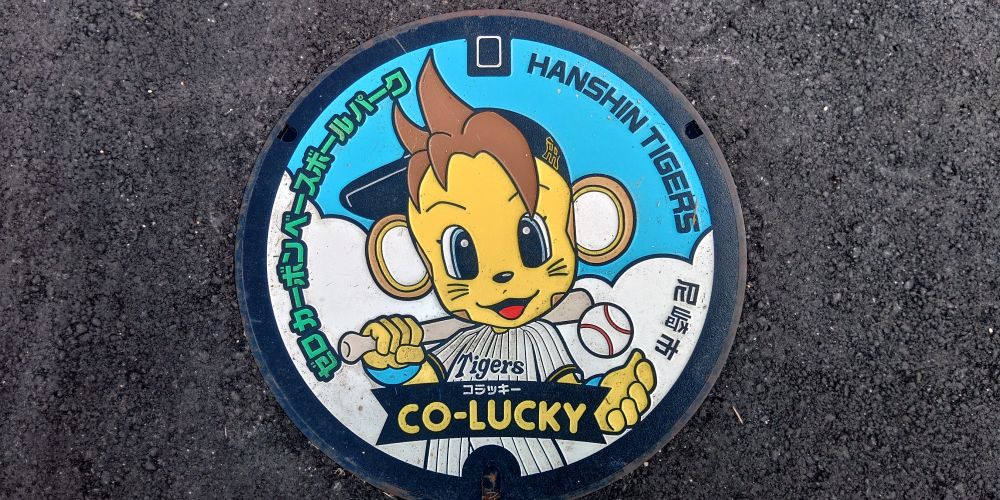 ゼロカーボンベースボールパーク
HANSHIN TIGERS
尼崎市
Tigers
コラッキー
CO-LUCKY